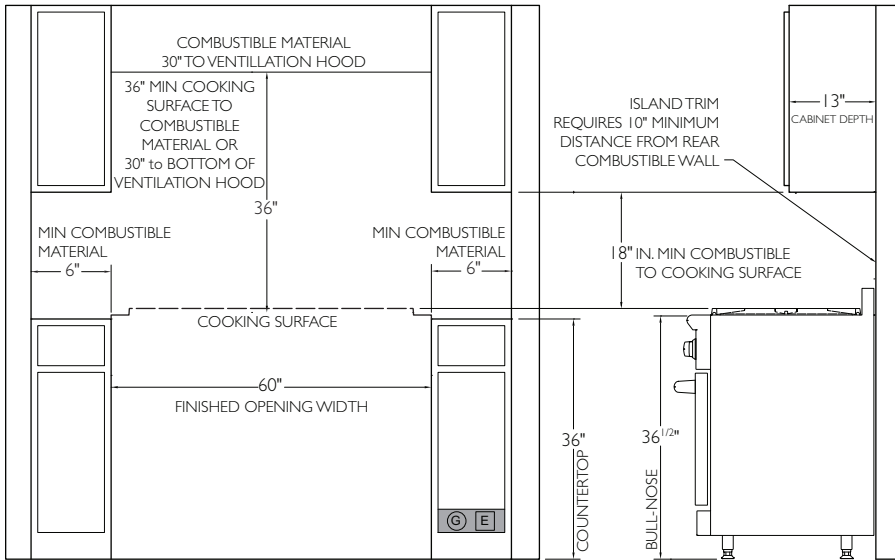 COMBUSTIBLE MATERIAL
30" TO VENTILLATION HOOD
36" MIN COOKING
SURFACE TO
COMBUSTIBLE
MATERIAL OR
30" to BOTTOM OF
VENTILATION HOOD
36"
MIN COMBUSTIBLE
MATERIAL
6"
MIN COMBUSTIBLE
MATERIAL
6"
COOKING SURFACE
60"
FINISHED OPENING WIDTH
G E
ISLAND TRIM
REQUIRES 10" MINIMUM
DISTANCE FROM REAR
COMBUSTIBLE WALL
13"
CABINET DEPTH
18" IN. MIN COMBUSTIBLE
TO COOKING SURFACE
36"
COUNTERTOP
36 1/2"
BULL-NOSE